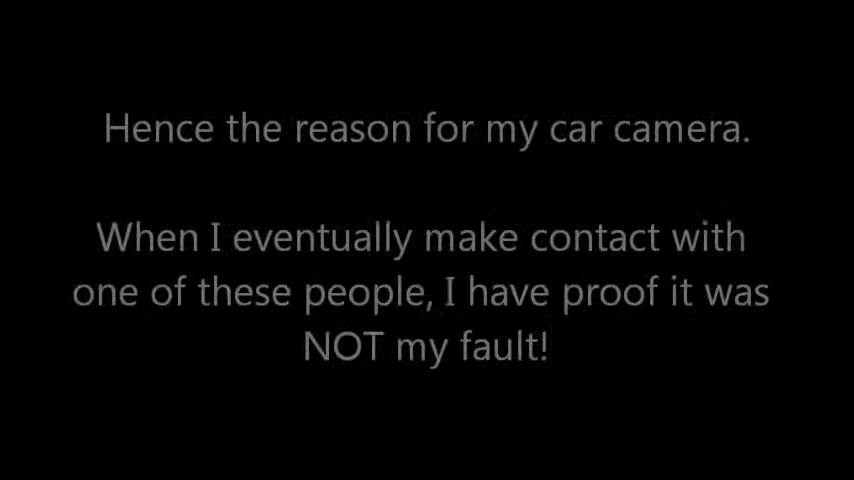 Hence the reason for my car camera.
When I eventually make contact with
one of these people, I have proof it was
NOT my fault!